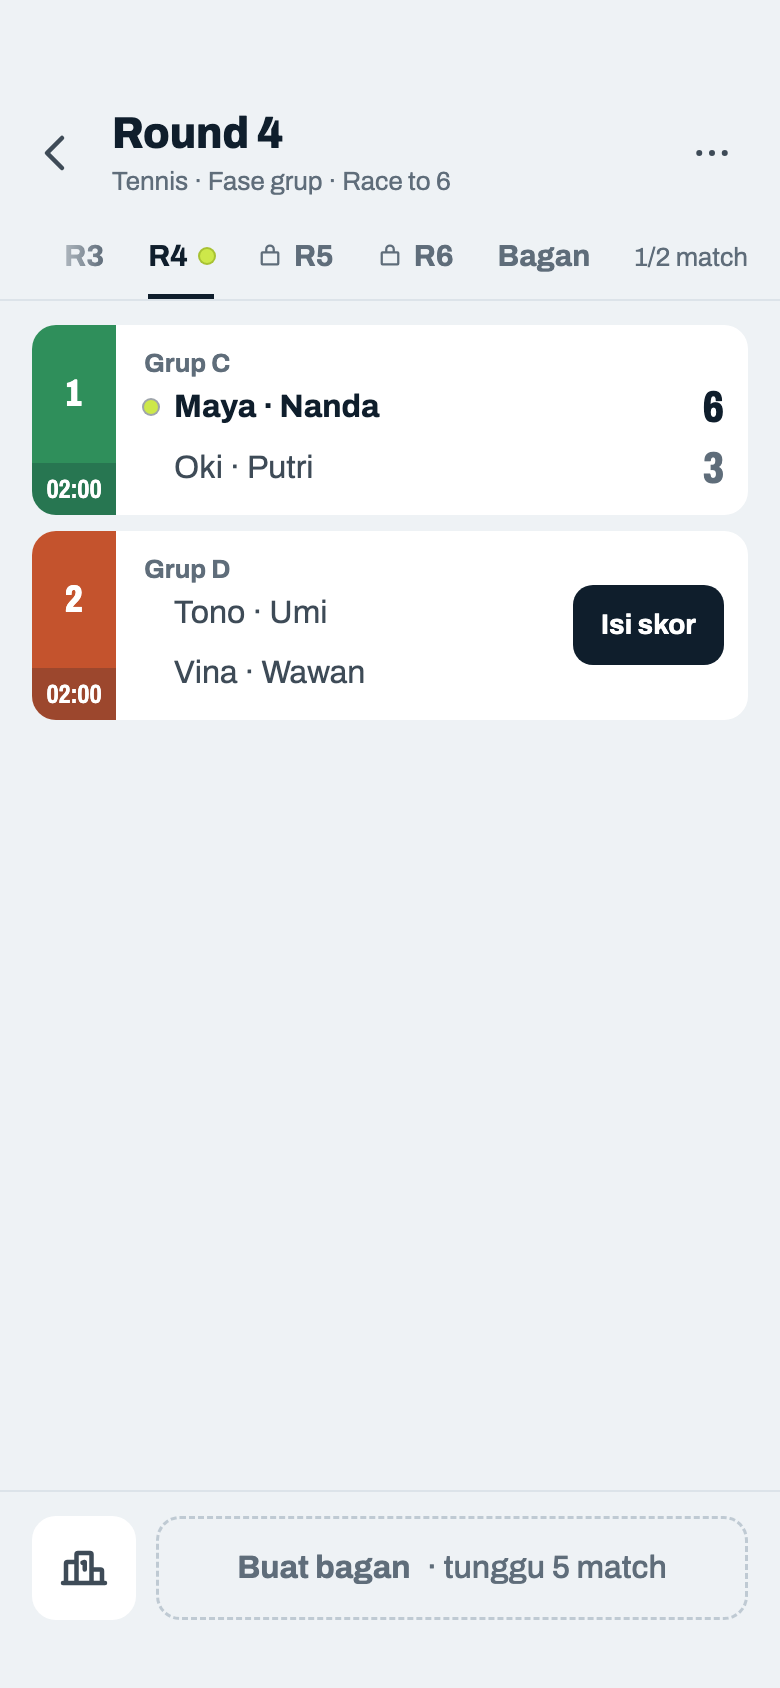 Round 4
Tennis · Fase grup · Race to 6
R3 R4 R5 R6 Bagan 1/2 match
1
02:00
Grup C
Maya · Nanda 6
Oki · Putri 3
2
02:00
Grup D
Tono · Umi
Vina · Wawan
Isi skor
1
Buat bagan · tunggu 5 match